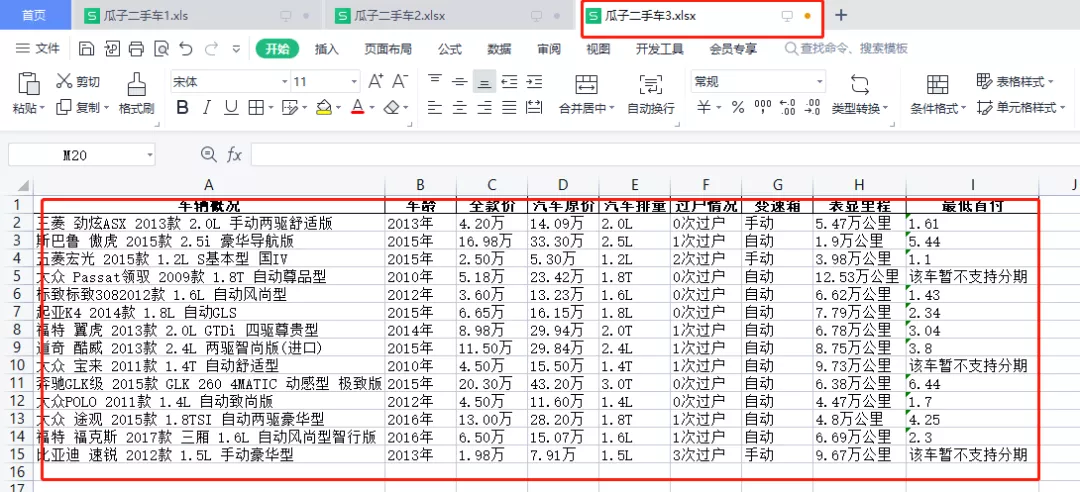 首页 瓜子二手车1.xls 瓜子二手车2.xlsx 瓜子二手车3.xlsx
文件 开始 插入 页面布局 公式 数据 审阅 视图 开发工具 会员专享 查找命令、搜索模板
剪切 宋体 11 A+ A- 常规 表格样式
粘贴 复制 格式刷 B I U A 合并居中 自动换行 ¥ % 000 ←.0 .00 .00 →.0 类型转换 条件格式 单元格样式
M20 fx
A B C D E F G H I J
1 车辆概况 车龄 全款价 汽车原价 汽车排量 过户情况 变速箱 表显里程 最低首付
2 三菱 劲炫ASX 2013款 2.0L 手动两驱舒适版 2013年 4.20万 14.09万 2.0L 0次过户 手动 5.47万公里 1.61
3 斯巴鲁 傲虎 2015款 2.5i 豪华导航版 2015年 16.98万 33.30万 2.5L 1次过户 自动 1.9万公里 5.44
4 五菱宏光 2015款 1.2L S基本型 国IV 2015年 2.50万 5.30万 1.2L 2次过户 手动 3.98万公里 1.1
5 大众 Passat领驭 2009款 1.8T 自动尊品型 2010年 5.18万 23.42万 1.8T 0次过户 自动 12.53万公里 该车暂不支持分期
6 标致标致3082012款 1.6L 自动风尚型 2012年 3.60万 13.23万 1.6L 0次过户 自动 6.62万公里 1.43
7 起亚K4 2014款 1.8L 自动GLS 2015年 6.65万 16.15万 1.8L 0次过户 自动 7.79万公里 2.34
8 福特 翼虎 2013款 2.0L GTDi 四驱尊贵型 2014年 8.98万 29.94万 2.0T 1次过户 自动 6.78万公里 3.04
9 道奇 酷威 2013款 2.4L 两驱智尚版(进口) 2015年 11.50万 29.84万 2.4L 1次过户 自动 8.75万公里 3.8
10 大众 宝来 2011款 1.4T 自动舒适型 2010年 4.50万 15.50万 1.4T 1次过户 自动 9.73万公里 该车暂不支持分期
11 奔驰GLK级 2015款 GLK 260 4MATIC 动感型 极致版 2015年 20.30万 43.20万 3.0T 0次过户 自动 6.38万公里 6.44
12 大众POLO 2011款 1.4L 自动致尚版 2012年 4.50万 11.60万 1.4L 0次过户 自动 4.47万公里 1.7
13 大众 途观 2015款 1.8TSI 自动两驱豪华型 2016年 13.00万 28.20万 1.8T 1次过户 自动 4.8万公里 4.25
14 福特 福克斯 2017款 三厢 1.6L 自动风尚型智行版 2016年 6.50万 15.07万 1.6L 1次过户 自动 6.69万公里 2.3
15 比亚迪 速锐 2012款 1.5L 手动豪华型 2013年 1.98万 7.91万 1.5L 3次过户 手动 9.67万公里 该车暂不支持分期
16
17